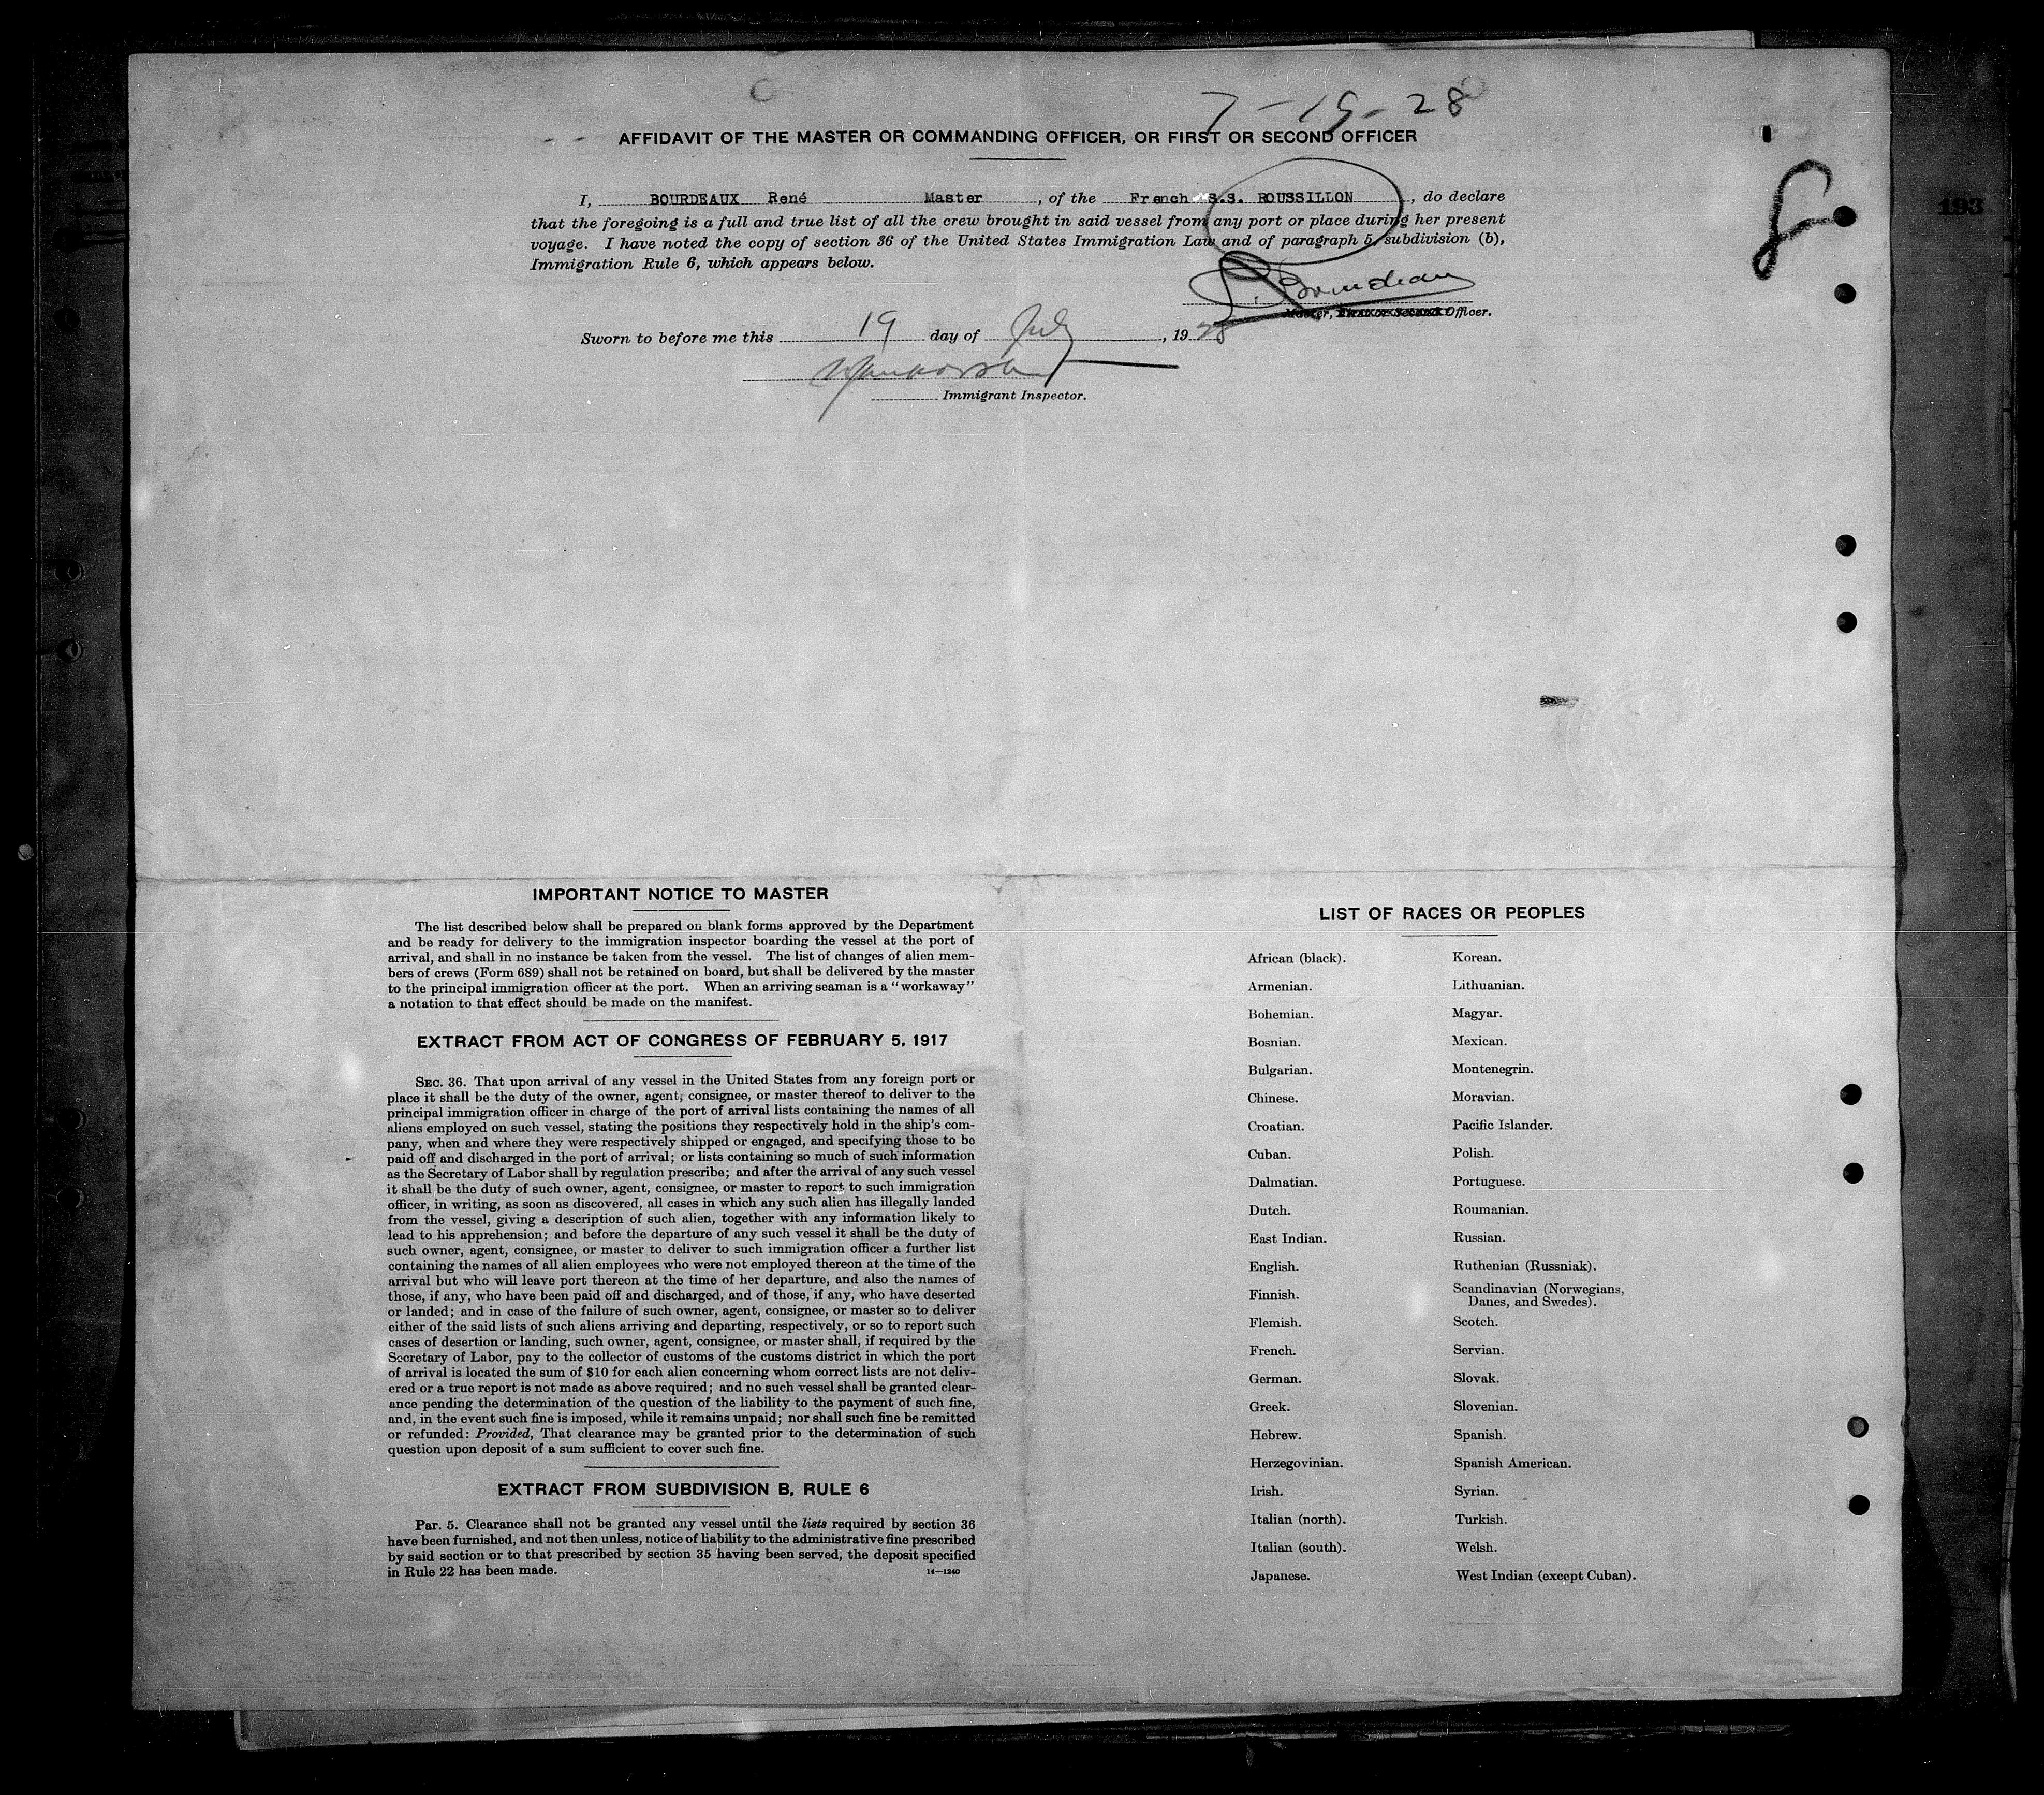 7-19-28
AFFIDAVIT OF THE MASTER OR COMMANDING OFFICER, OR FIRST OR SECOND OFFICER
I, BOURDEAUX René Master, of the French S.S. ROUSSILLON, do declare
that the foregoing is a full and true list of all the crew brought in said vessel from any port or place during her present
voyage. I have noted the copy of section 36 of the United States Immigration Law and of paragraph 5, subdivision (b),
Immigration Rule 6, which appears below.
193
Master, First or Second Officer.
Sworn to before me this 19 day of July, 1928
Immigrant Inspector.
IMPORTANT NOTICE TO MASTER
The list described below shall be prepared on blank forms approved by the Department
and be ready for delivery to the immigration inspector boarding the vessel at the port of
arrival, and shall in no instance be taken from the vessel. The list of changes of alien mem-
bers of crews (Form 689) shall not be retained on board, but shall be delivered by the master
to the principal immigration officer at the port. When an arriving seaman is a "workaway"
a notation to that effect should be made on the manifest.
EXTRACT FROM ACT OF CONGRESS OF FEBRUARY 5, 1917
SEC. 36. That upon arrival of any vessel in the United States from any foreign port or
place it shall be the duty of the owner, agent, consignee, or master thereof to deliver to the
principal immigration officer in charge of the port of arrival lists containing the names of all
aliens employed on such vessel, stating the positions they respectively hold in the ship's com-
pany, when and where they were respectively shipped or engaged, and specifying those to be
paid off and discharged in the port of arrival; or lists containing so much of such information
as the Secretary of Labor shall by regulation prescribe; and after the arrival of any such vessel
it shall be the duty of such owner, agent, consignee, or master to report to such immigration
officer, in writing, as soon as discovered, all cases in which any such alien has illegally landed
from the vessel, giving a description of such alien, together with any information likely to
lead to his apprehension; and before the departure of any such vessel it shall be the duty of
such owner, agent, consignee, or master to deliver to such immigration officer a further list
containing the names of all alien employees who were not employed thereon at the time of the
arrival but who will leave port thereon at the time of her departure, and also the names of
those, if any, who have been paid off and discharged, and of those, if any, who have deserted
or landed; and in case of the failure of such owner, agent, consignee, or master so to deliver
either of the said lists of such aliens arriving and departing, respectively, or so to report such
cases of desertion or landing, such owner, agent, consignee, or master shall, if required by the
Secretary of Labor, pay to the collector of customs of the customs district in which the port
of arrival is located the sum of $10 for each alien concerning whom correct lists are not deliv-
ered or a true report is not made as above required; and no such vessel shall be granted clear-
ance pending the determination of the question of the liability to the payment of such fine,
and, in the event such fine is imposed, while it remains unpaid; nor shall such fine be remitted
or refunded: Provided, That clearance may be granted prior to the determination of such
question upon deposit of a sum sufficient to cover such fine.
EXTRACT FROM SUBDIVISION B, RULE 6
Par. 5. Clearance shall not be granted any vessel until the lists required by section 36
have been furnished, and not then unless, notice of liability to the administrative fine prescribed
by said section or to that prescribed by section 35 having been served, the deposit specified
in Rule 22 has been made.
14—1240
LIST OF RACES OR PEOPLES
African (black).
Armenian.
Bohemian.
Bosnian.
Bulgarian.
Chinese.
Croatian.
Cuban.
Dalmatian.
Dutch.
East Indian.
English.
Finnish.
Flemish.
French.
German.
Greek.
Hebrew.
Herzegovinian.
Irish.
Italian (north).
Italian (south).
Japanese.
Korean.
Lithuanian.
Magyar.
Mexican.
Montenegrin.
Moravian.
Pacific Islander.
Polish.
Portuguese.
Roumanian.
Russian.
Ruthenian (Russniak).
Scandinavian (Norwegians,
Danes, and Swedes).
Scotch.
Servian.
Slovak.
Slovenian.
Spanish.
Spanish American.
Syrian.
Turkish.
Welsh.
West Indian (except Cuban).